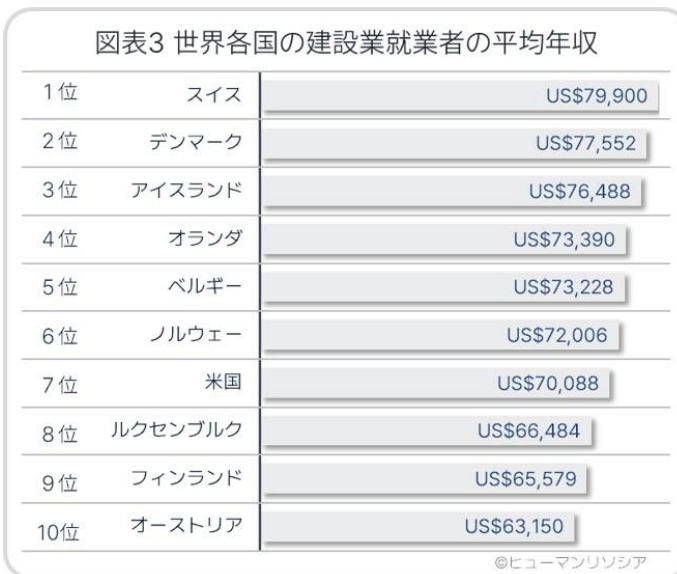 図表3 世界各国の建設業就業者の平均年収
1位 スイス US$79,900
2位 デンマーク US$77,552
3位 アイスランド US$76,488
4位 オランダ US$73,390
5位 ベルギー US$73,228
6位 ノルウェー US$72,006
7位 米国 US$70,088
8位 ルクセンブルク US$66,484
9位 フィンランド US$65,579
10位 オーストリア US$63,150
©ヒューマンリソシア